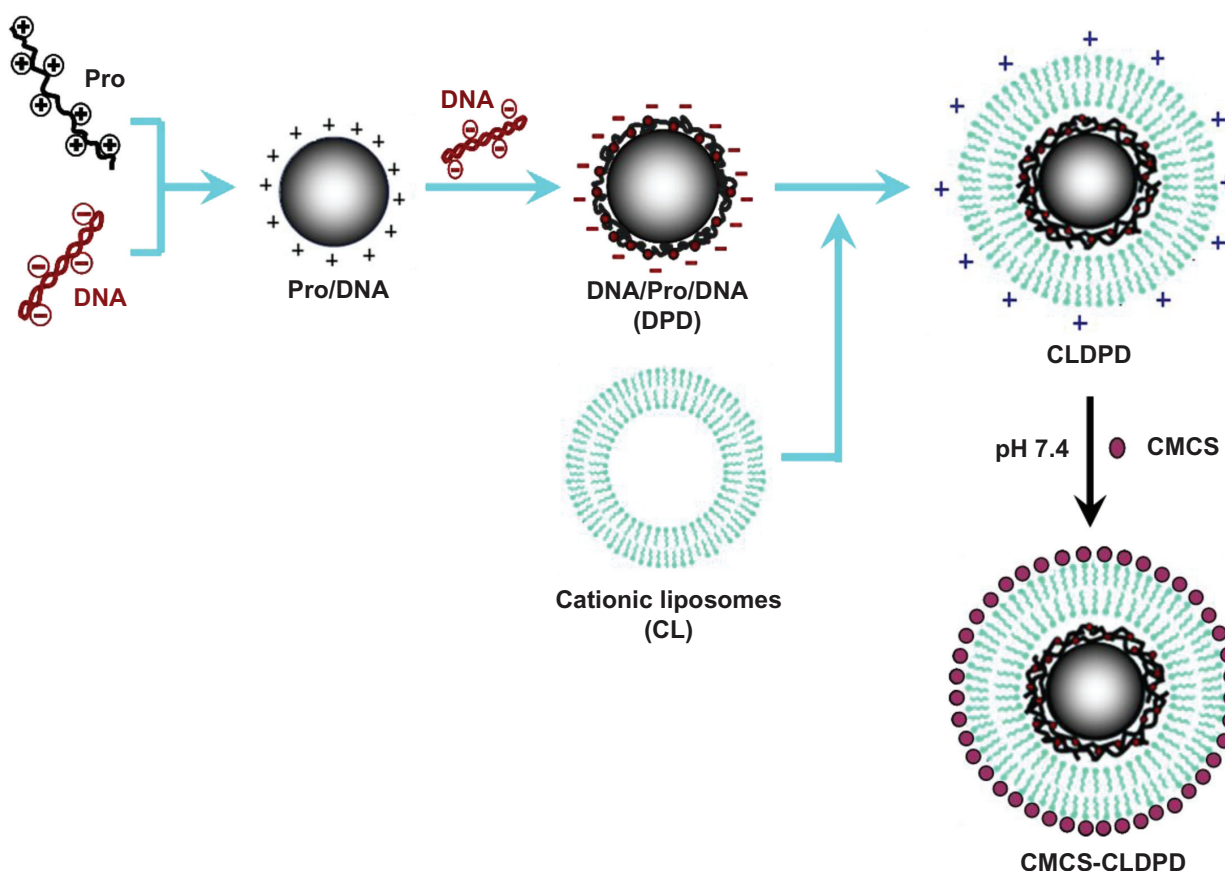 Pro
DNA
Pro/DNA
DNA
DNA/Pro/DNA
(DPD)
Cationic liposomes
(CL)
CLDPD
pH 7.4
CMCS
CMCS-CLDPD